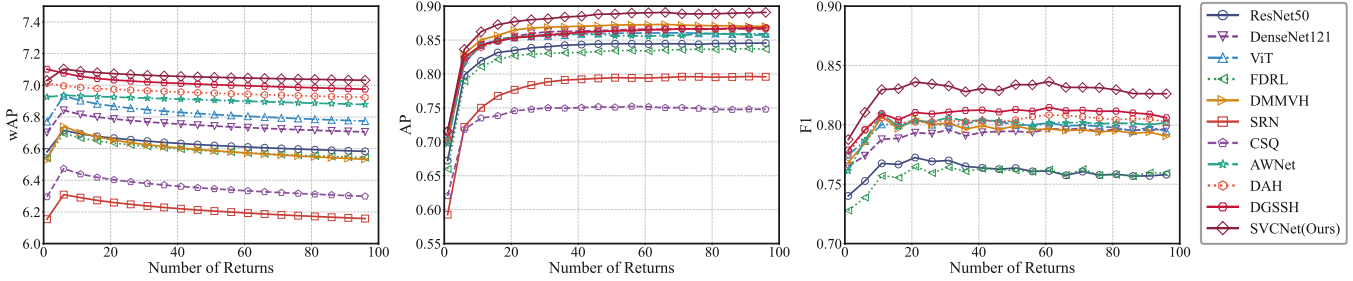 wAP
7.4
7.2
7.0
6.8
6.6
6.4
6.2
6.0
0 20 40 60 80 100
Number of Returns
AP
0.90
0.85
0.80
0.75
0.70
0.65
0.60
0.55
0 20 40 60 80 100
Number of Returns
F1
0.90
0.85
0.80
0.75
0.70
0 20 40 60 80 100
Number of Returns
ResNet50
DenseNet121
ViT
FDRL
DMMVH
SRN
CSQ
AWNet
DAH
DGSSH
SVCNet(Ours)